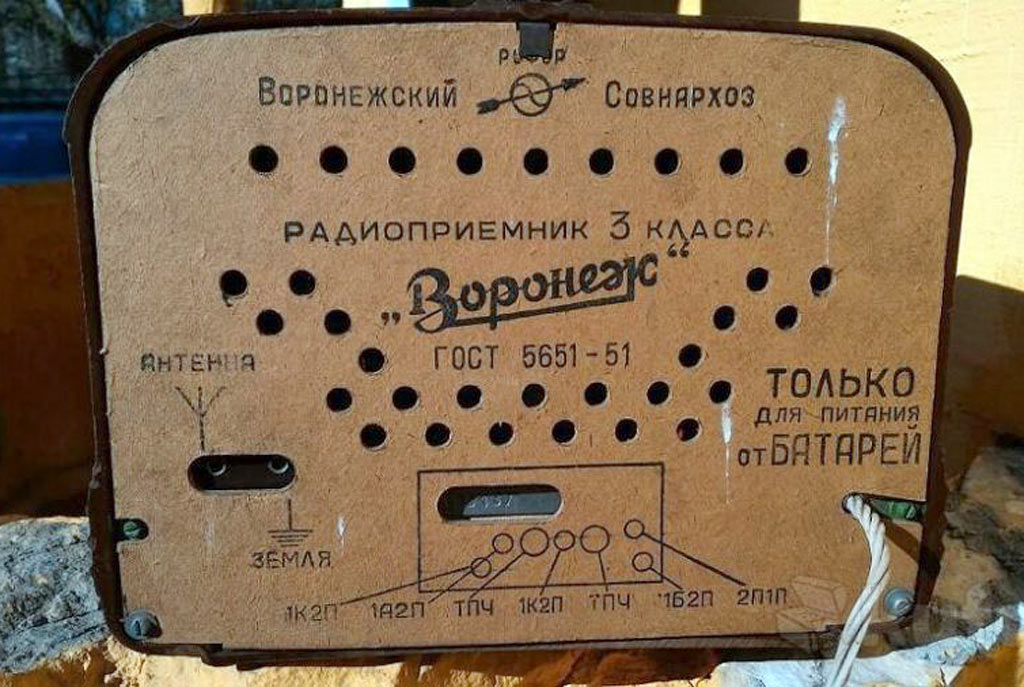 РСФСР
Воронежский Совнархоз
РАДИОПРИЕМНИК 3 КЛАССА
„Воронеж“
ГОСТ 5651-51
АНТЕННА
ТОЛЬКО
ДЛЯ ПИТАНИЯ
от БАТАРЕЙ
ЗЕМЛЯ
1К2П 1А2П ТПЧ 1К2П ТПЧ 1Б2П 2П1П